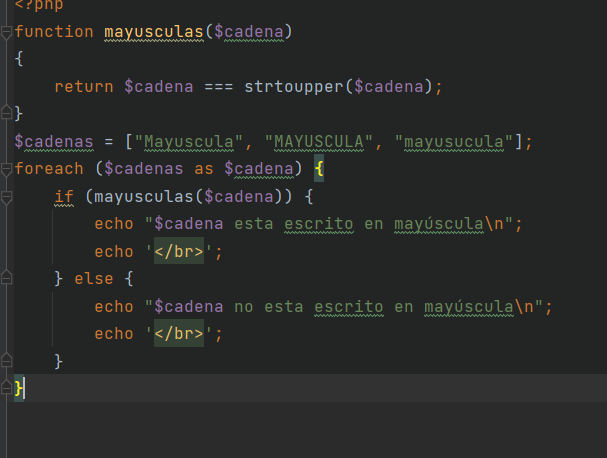 <?php
function mayusculas($cadena)
{
    return $cadena === strtoupper($cadena);
}
$cadenas = ["Mayuscula", "MAYUSCULA", "mayusucula"];
foreach ($cadenas as $cadena) {
    if (mayusculas($cadena)) {
        echo "$cadena esta escrito en mayúscula\n";
        echo '</br>';
    } else {
        echo "$cadena no esta escrito en mayúscula\n";
        echo '</br>';
    }
}